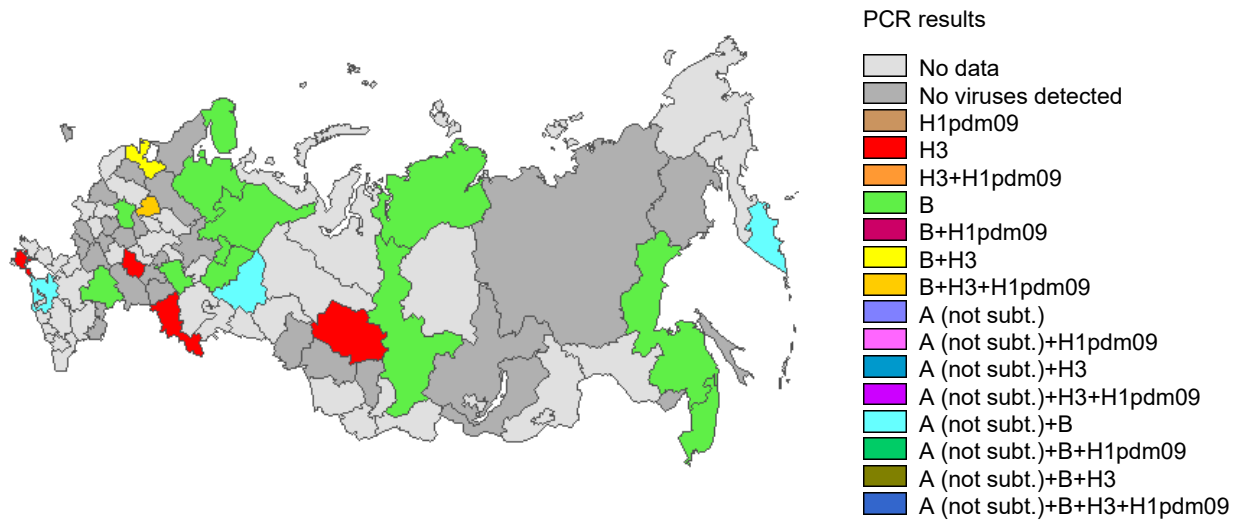 PCR results
No data
No viruses detected
H1pdm09
H3
H3+H1pdm09
B
B+H1pdm09
B+H3
B+H3+H1pdm09
A (not subt.)
A (not subt.)+H1pdm09
A (not subt.)+H3
A (not subt.)+H3+H1pdm09
A (not subt.)+B
A (not subt.)+B+H1pdm09
A (not subt.)+B+H3
A (not subt.)+B+H3+H1pdm09